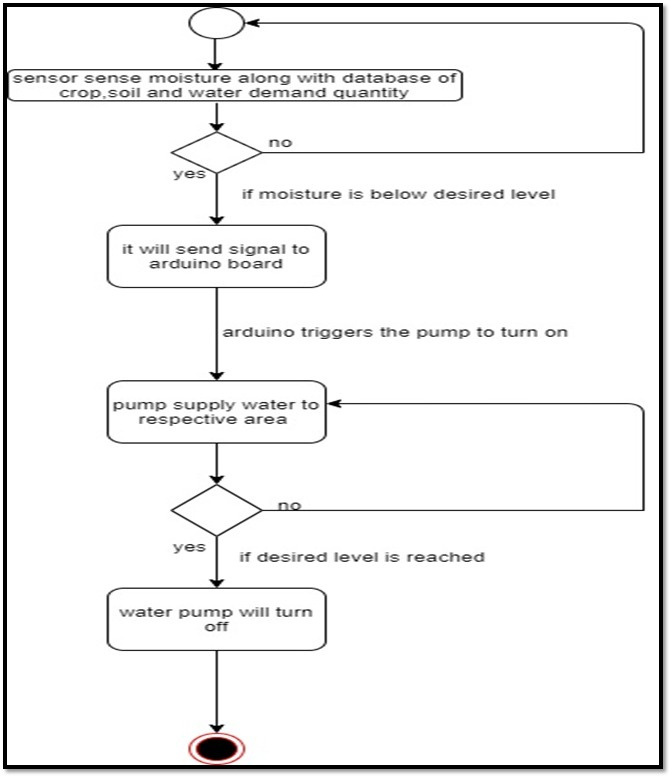 sensor sense moisture along with database of
crop,soil and water demand quantity
no
yes
if moisture is below desired level
it will send signal to
arduino board
arduino triggers the pump to turn on
pump supply water to
respective area
no
yes
if desired level is reached
water pump will turn
off